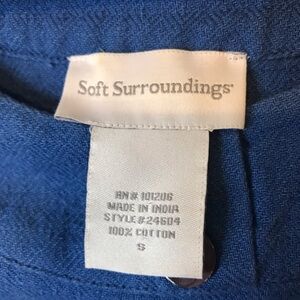 Soft Surroundings
RN# 101206
MADE IN INDIA
STYLE# 24604
100% COTTON
S